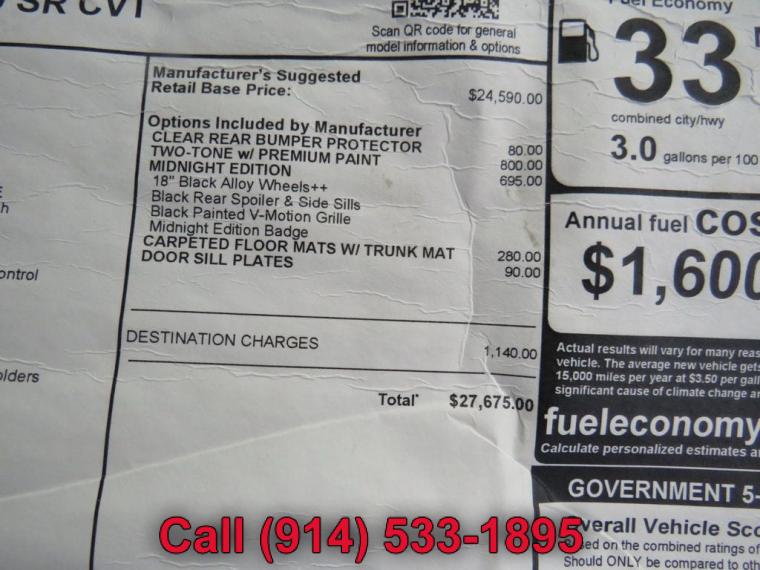 SR CVT
Scan QR code for general
model information & options
Manufacturer's Suggested
Retail Base Price: $24,590.00
Options Included by Manufacturer
CLEAR REAR BUMPER PROTECTOR 80.00
TWO-TONE w/ PREMIUM PAINT 800.00
MIDNIGHT EDITION 695.00
18" Black Alloy Wheels++
Black Rear Spoiler & Side Sills
Black Painted V-Motion Grille
Midnight Edition Badge
CARPETED FLOOR MATS W/ TRUNK MAT 280.00
DOOR SILL PLATES 90.00
DESTINATION CHARGES 1,140.00
Total* $27,675.00
ontrol
olders
Fuel Economy
33
combined city/hwy
3.0 gallons per 100
Annual fuel COS
$1,600
Actual results will vary for many reas
vehicle. The average new vehicle gets
15,000 miles per year at $3.50 per gall
significant cause of climate change a
fueleconomy
Calculate personalized estimates a
GOVERNMENT 5-
verall Vehicle Sco
sed on the combined ratings of
Should ONLY be compared to oth
Call (914) 533-1895